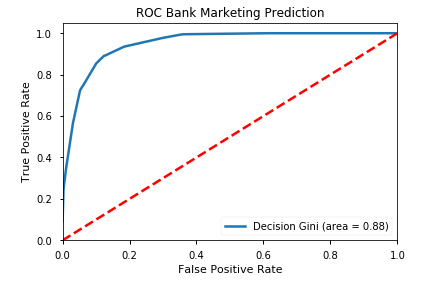 ROC Bank Marketing Prediction
1.0
0.8
0.6
0.4
0.2
0.0
True Positive Rate
Decision Gini (area = 0.88)
0.0 0.2 0.4 0.6 0.8 1.0
False Positive Rate